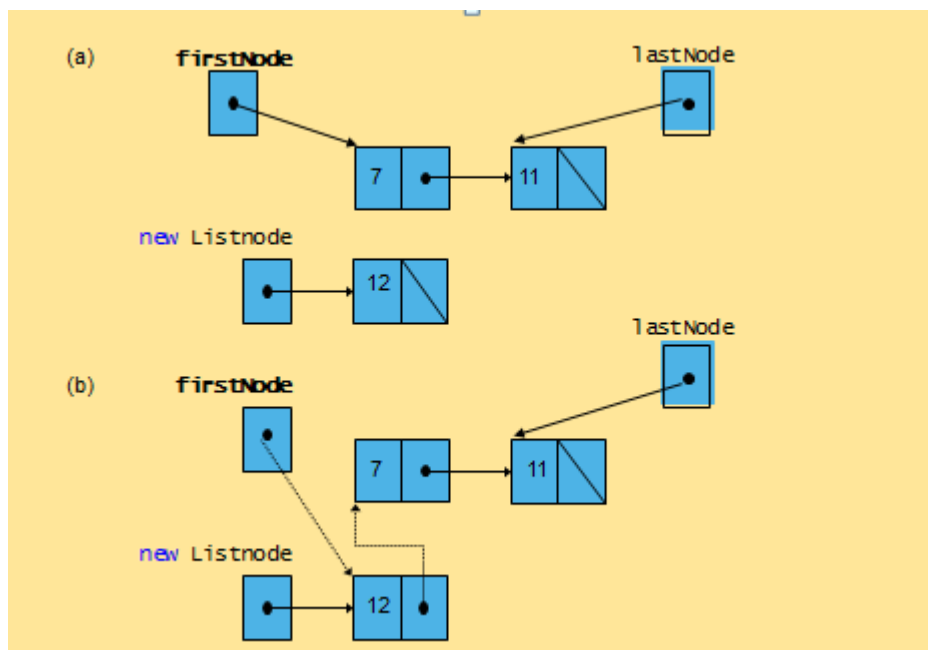 (a) firstNode lastNode
7 11
new Listnode
12
lastNode
(b) firstNode
7 11
new Listnode
12